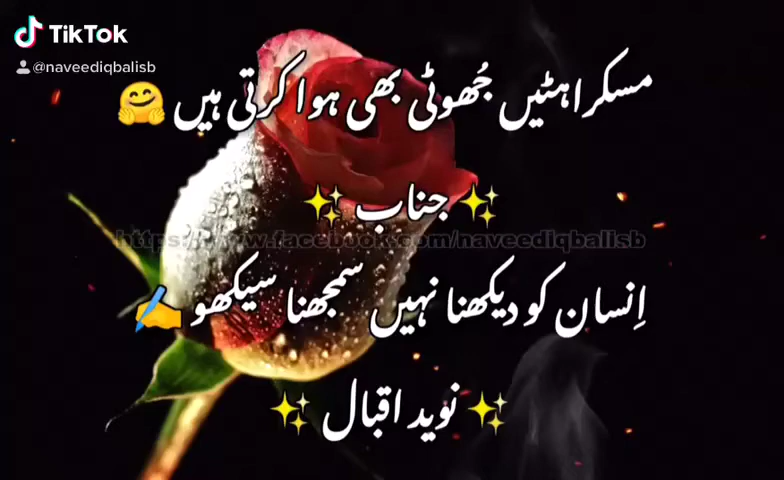 TikTok
@naveediqbalisb
مسکراہٹیں جُھوٹی بھی ہوا کرتی ہیں 🤗
✨ جناب ✨
https://www.facebook.com/naveediqbalisb
اِنسان کو دیکھنا نہیں سمجھنا سیکھو ✍
✨ نوید اقبال ✨